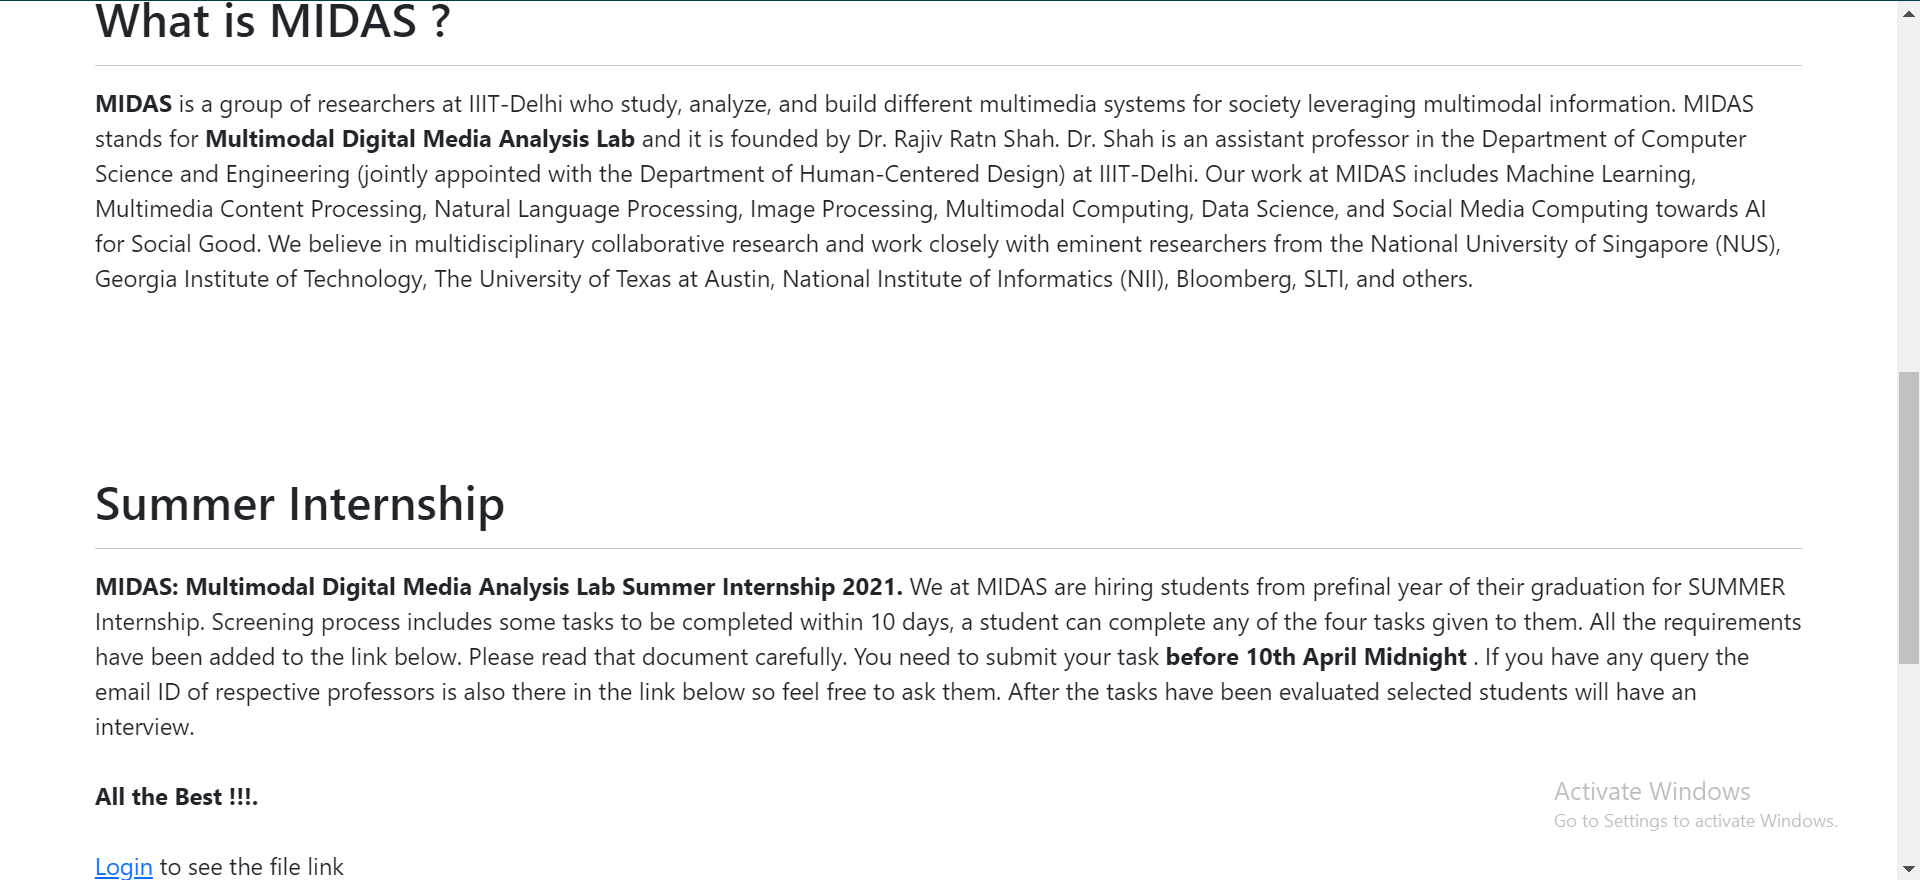 What is MIDAS ?
MIDAS is a group of researchers at IIIT-Delhi who study, analyze, and build different multimedia systems for society leveraging multimodal information. MIDAS
stands for Multimodal Digital Media Analysis Lab and it is founded by Dr. Rajiv Ratn Shah. Dr. Shah is an assistant professor in the Department of Computer
Science and Engineering (jointly appointed with the Department of Human-Centered Design) at IIIT-Delhi. Our work at MIDAS includes Machine Learning,
Multimedia Content Processing, Natural Language Processing, Image Processing, Multimodal Computing, Data Science, and Social Media Computing towards AI
for Social Good. We believe in multidisciplinary collaborative research and work closely with eminent researchers from the National University of Singapore (NUS),
Georgia Institute of Technology, The University of Texas at Austin, National Institute of Informatics (NII), Bloomberg, SLTI, and others.
Summer Internship
MIDAS: Multimodal Digital Media Analysis Lab Summer Internship 2021. We at MIDAS are hiring students from prefinal year of their graduation for SUMMER
Internship. Screening process includes some tasks to be completed within 10 days, a student can complete any of the four tasks given to them. All the requirements
have been added to the link below. Please read that document carefully. You need to submit your task before 10th April Midnight . If you have any query the
email ID of respective professors is also there in the link below so feel free to ask them. After the tasks have been evaluated selected students will have an
interview.
All the Best !!!.
Activate Windows
Go to Settings to activate Windows.
Login to see the file link